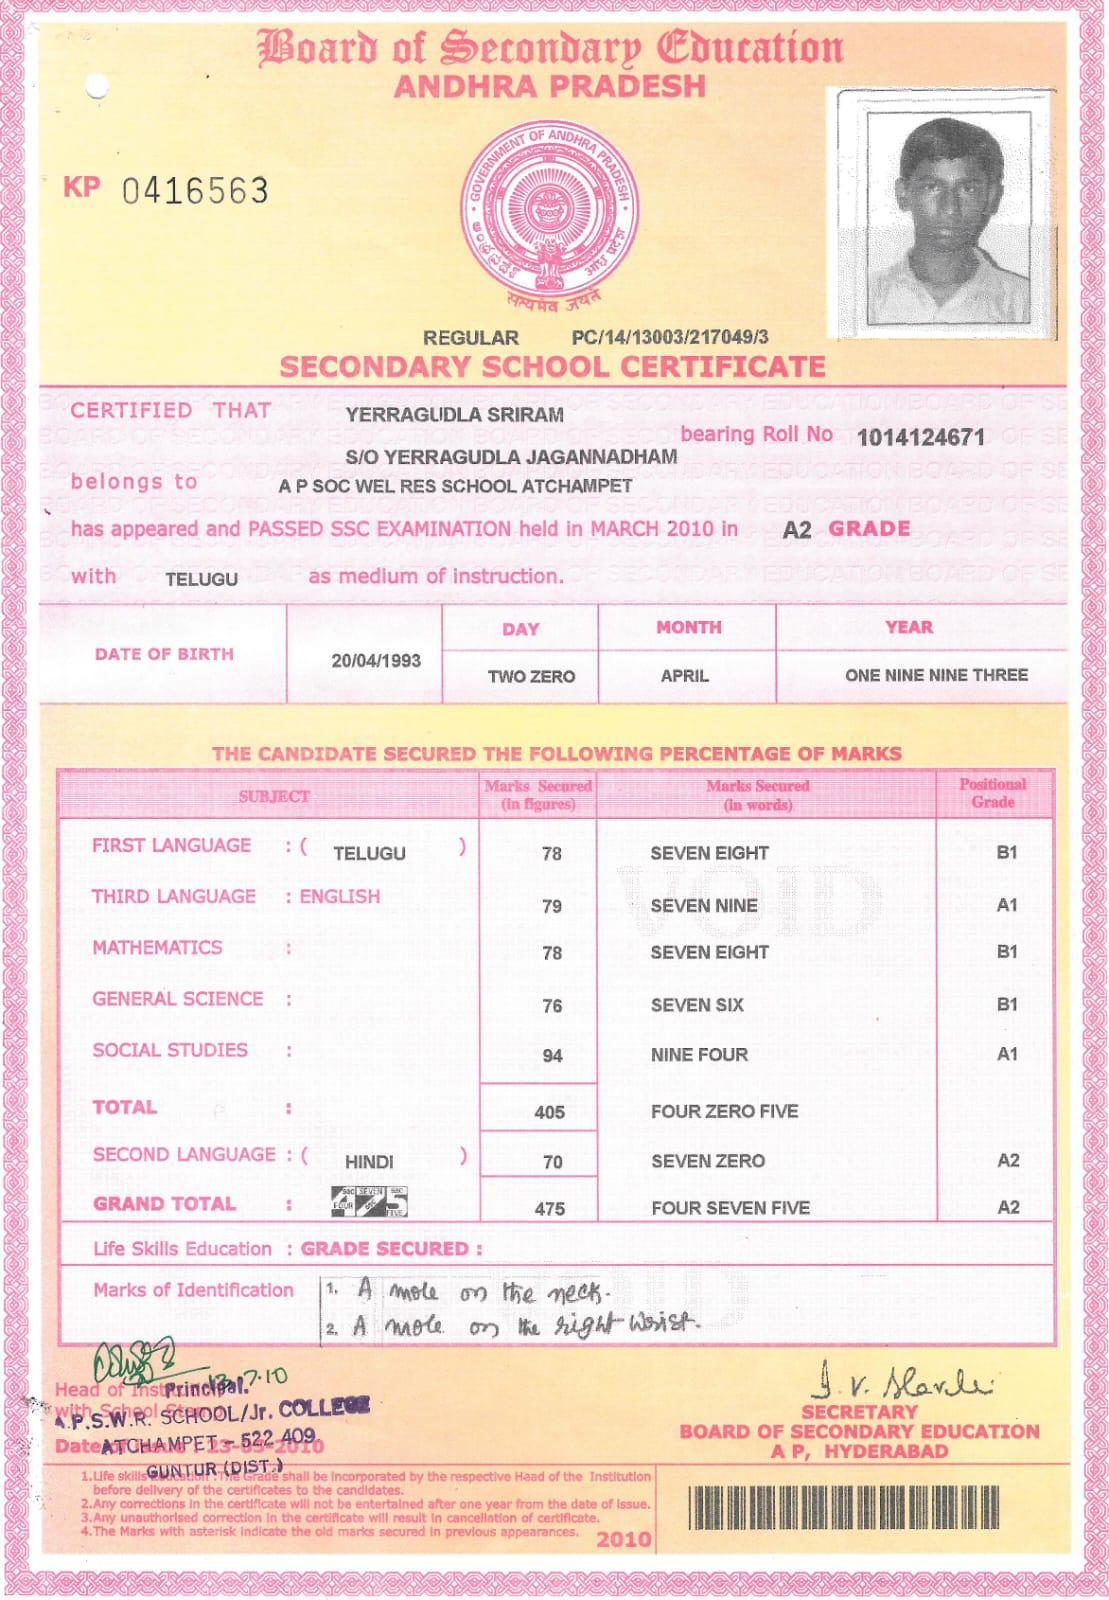 Board of Secondary Education
ANDHRA PRADESH
KP 0416563
GOVERNMENT OF ANDHRA PRADESH
सत्यमेव जयते
REGULAR PC/14/13003/217049/3
SECONDARY SCHOOL CERTIFICATE
CERTIFIED THAT YERRAGUDLA SRIRAM
bearing Roll No 1014124671
S/O YERRAGUDLA JAGANNADHAM
belongs to A P SOC WEL RES SCHOOL ATCHAMPET
has appeared and PASSED SSC EXAMINATION held in MARCH 2010 in A2 GRADE
with TELUGU as medium of instruction.
DAY MONTH YEAR
DATE OF BIRTH 20/04/1993
TWO ZERO APRIL ONE NINE NINE THREE
THE CANDIDATE SECURED THE FOLLOWING PERCENTAGE OF MARKS
SUBJECT Marks Secured (in figures) Marks Secured (in words) Positional Grade
FIRST LANGUAGE : ( TELUGU ) 78 SEVEN EIGHT B1
THIRD LANGUAGE : ENGLISH 79 SEVEN NINE A1
MATHEMATICS : 78 SEVEN EIGHT B1
GENERAL SCIENCE : 76 SEVEN SIX B1
SOCIAL STUDIES : 94 NINE FOUR A1
TOTAL : 405 FOUR ZERO FIVE
SECOND LANGUAGE : ( HINDI ) 70 SEVEN ZERO A2
GRAND TOTAL : 475 FOUR SEVEN FIVE A2
Life Skills Education : GRADE SECURED :
Marks of Identification 1. A mole on the neck.
2. A mole on the right wrist.
13.7.10
Head of Principal.
with School
A.P.S.W.R. SCHOOL/Jr. COLLEGE
ATCHAMPET - 522 409.
Date 2010
GUNTUR (DIST.)
SECRETARY
BOARD OF SECONDARY EDUCATION
A P, HYDERABAD
1.Life skills Education :The Grade shall be incorporated by the respective Head of the Institution
before delivery of the certificates to the candidates.
2.Any corrections in the certificate will not be entertained after one year from the date of issue.
3.Any unauthorised correction in the certificate will result in cancellation of certificate.
4.The Marks with asterisk indicate the old marks secured in previous appearances.
2010